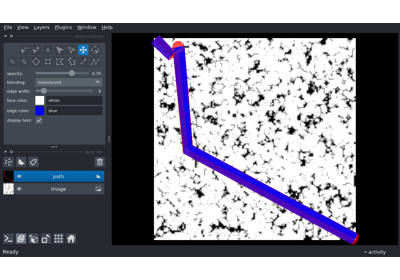 File View Layers Plugins Window Help
opacity: 0.70
blending: translucent
edge width:
face color: white
edge color: blue
display text:
path
Image
Ready
activity